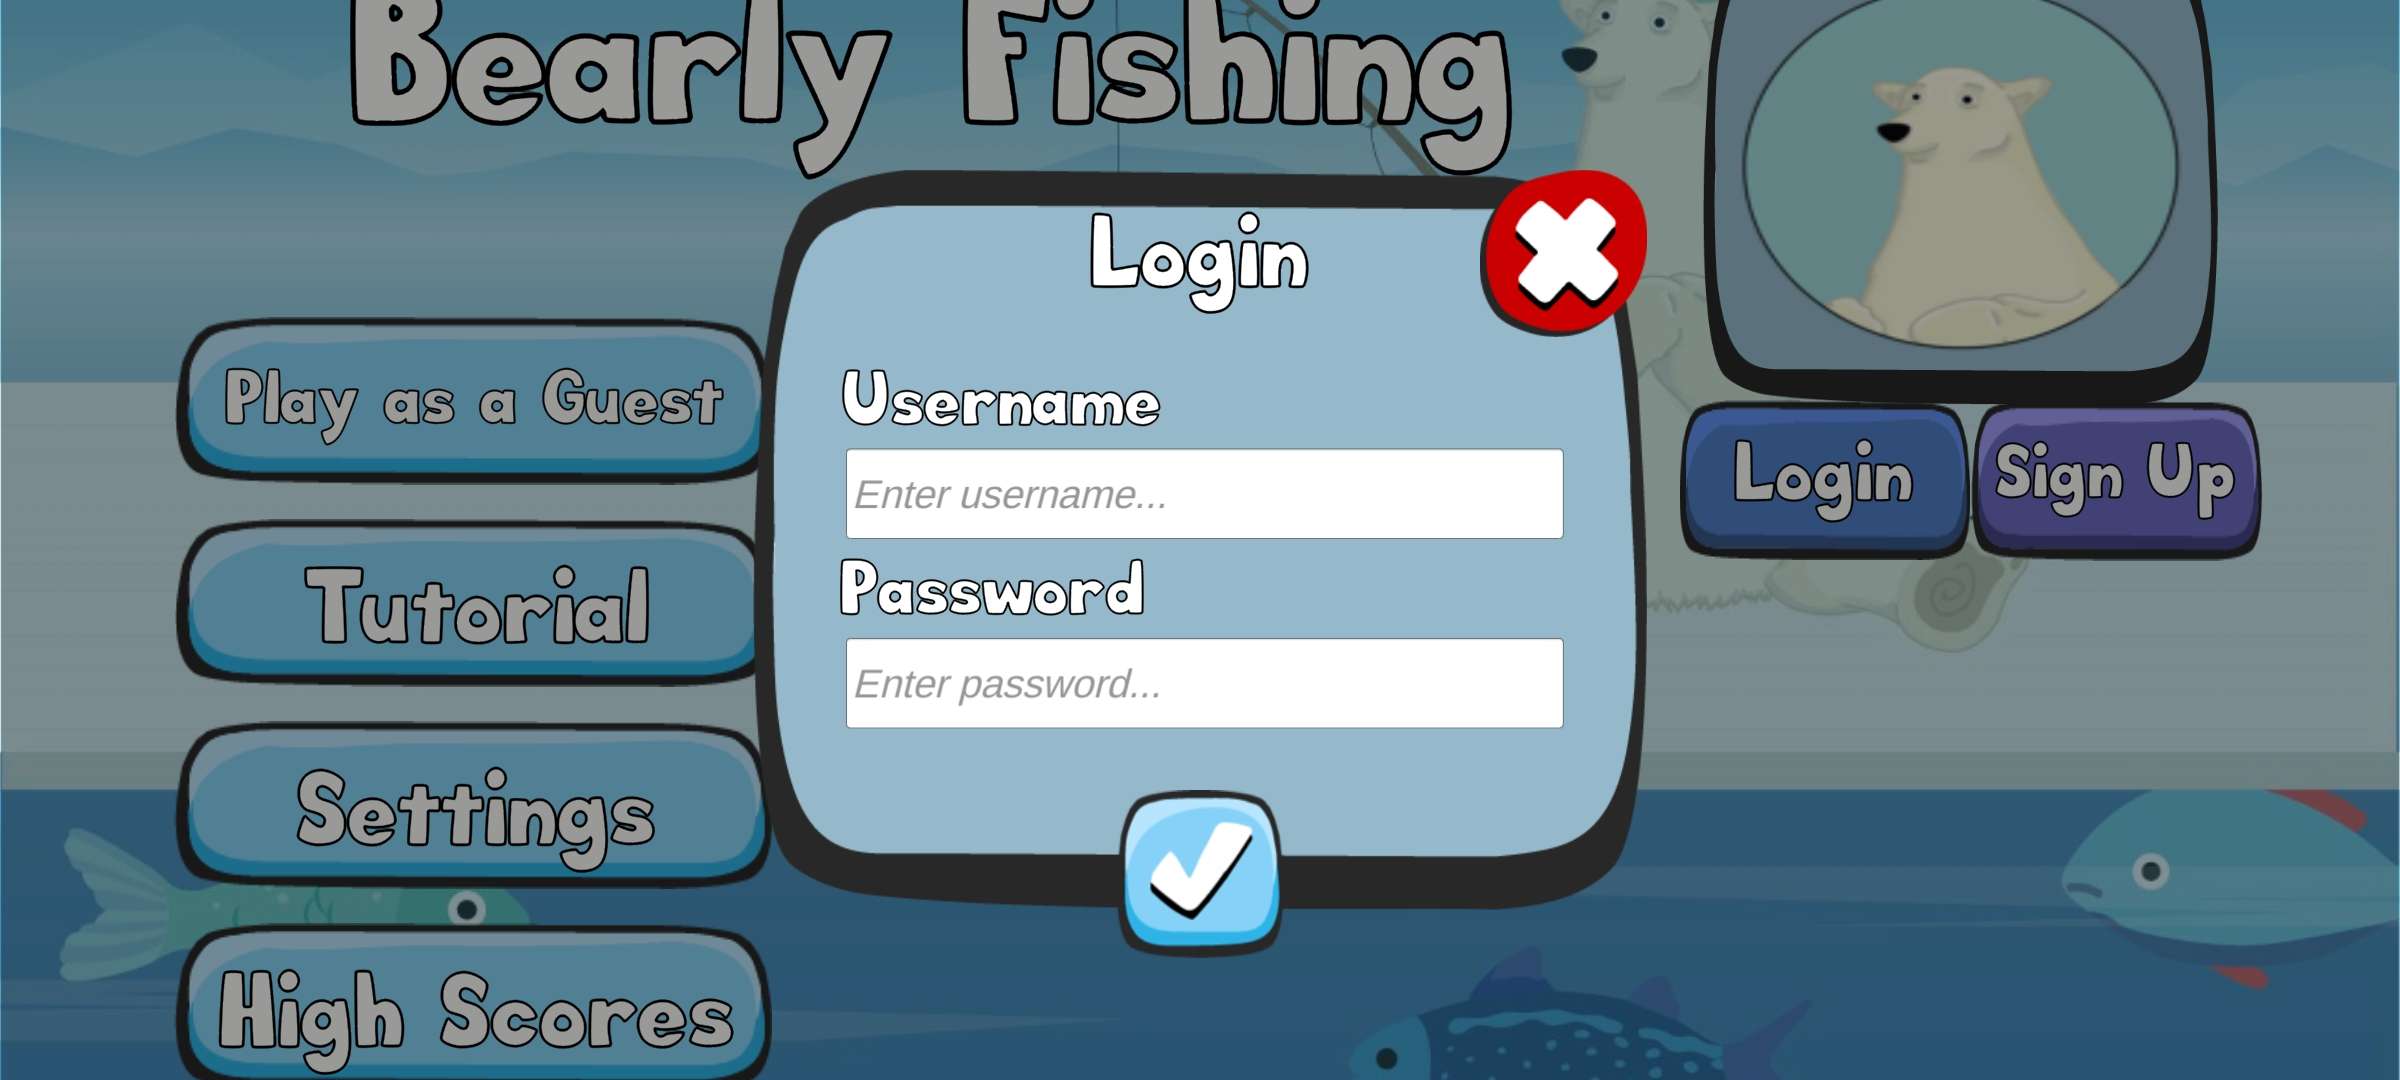 Bearly Fishing
Login
Username
Enter username...
Password
Enter password...
Play as a Guest
Tutorial
Settings
High Scores
Login
Sign Up